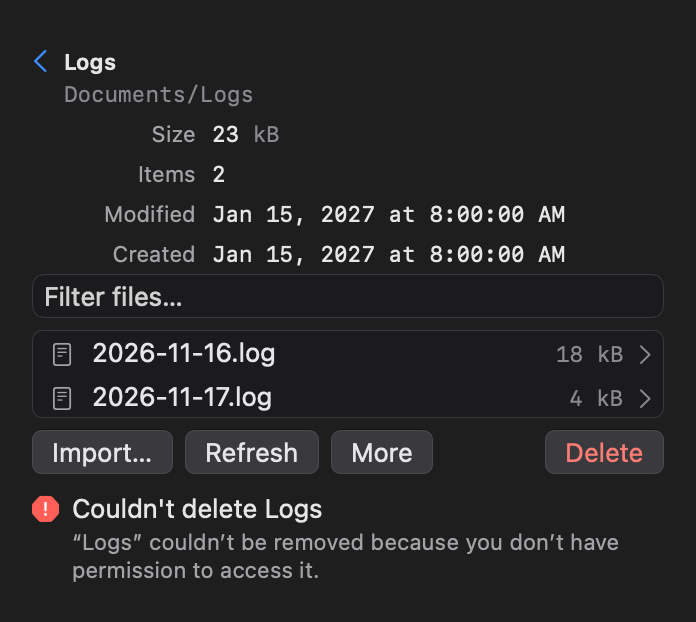 Logs
Documents/Logs
Size 23 kB
Items 2
Modified Jan 15, 2027 at 8:00:00 AM
Created Jan 15, 2027 at 8:00:00 AM
Filter files...
2026-11-16.log 18 kB
2026-11-17.log 4 kB
Import... Refresh More Delete
Couldn't delete Logs
“Logs” couldn’t be removed because you don’t have
permission to access it.